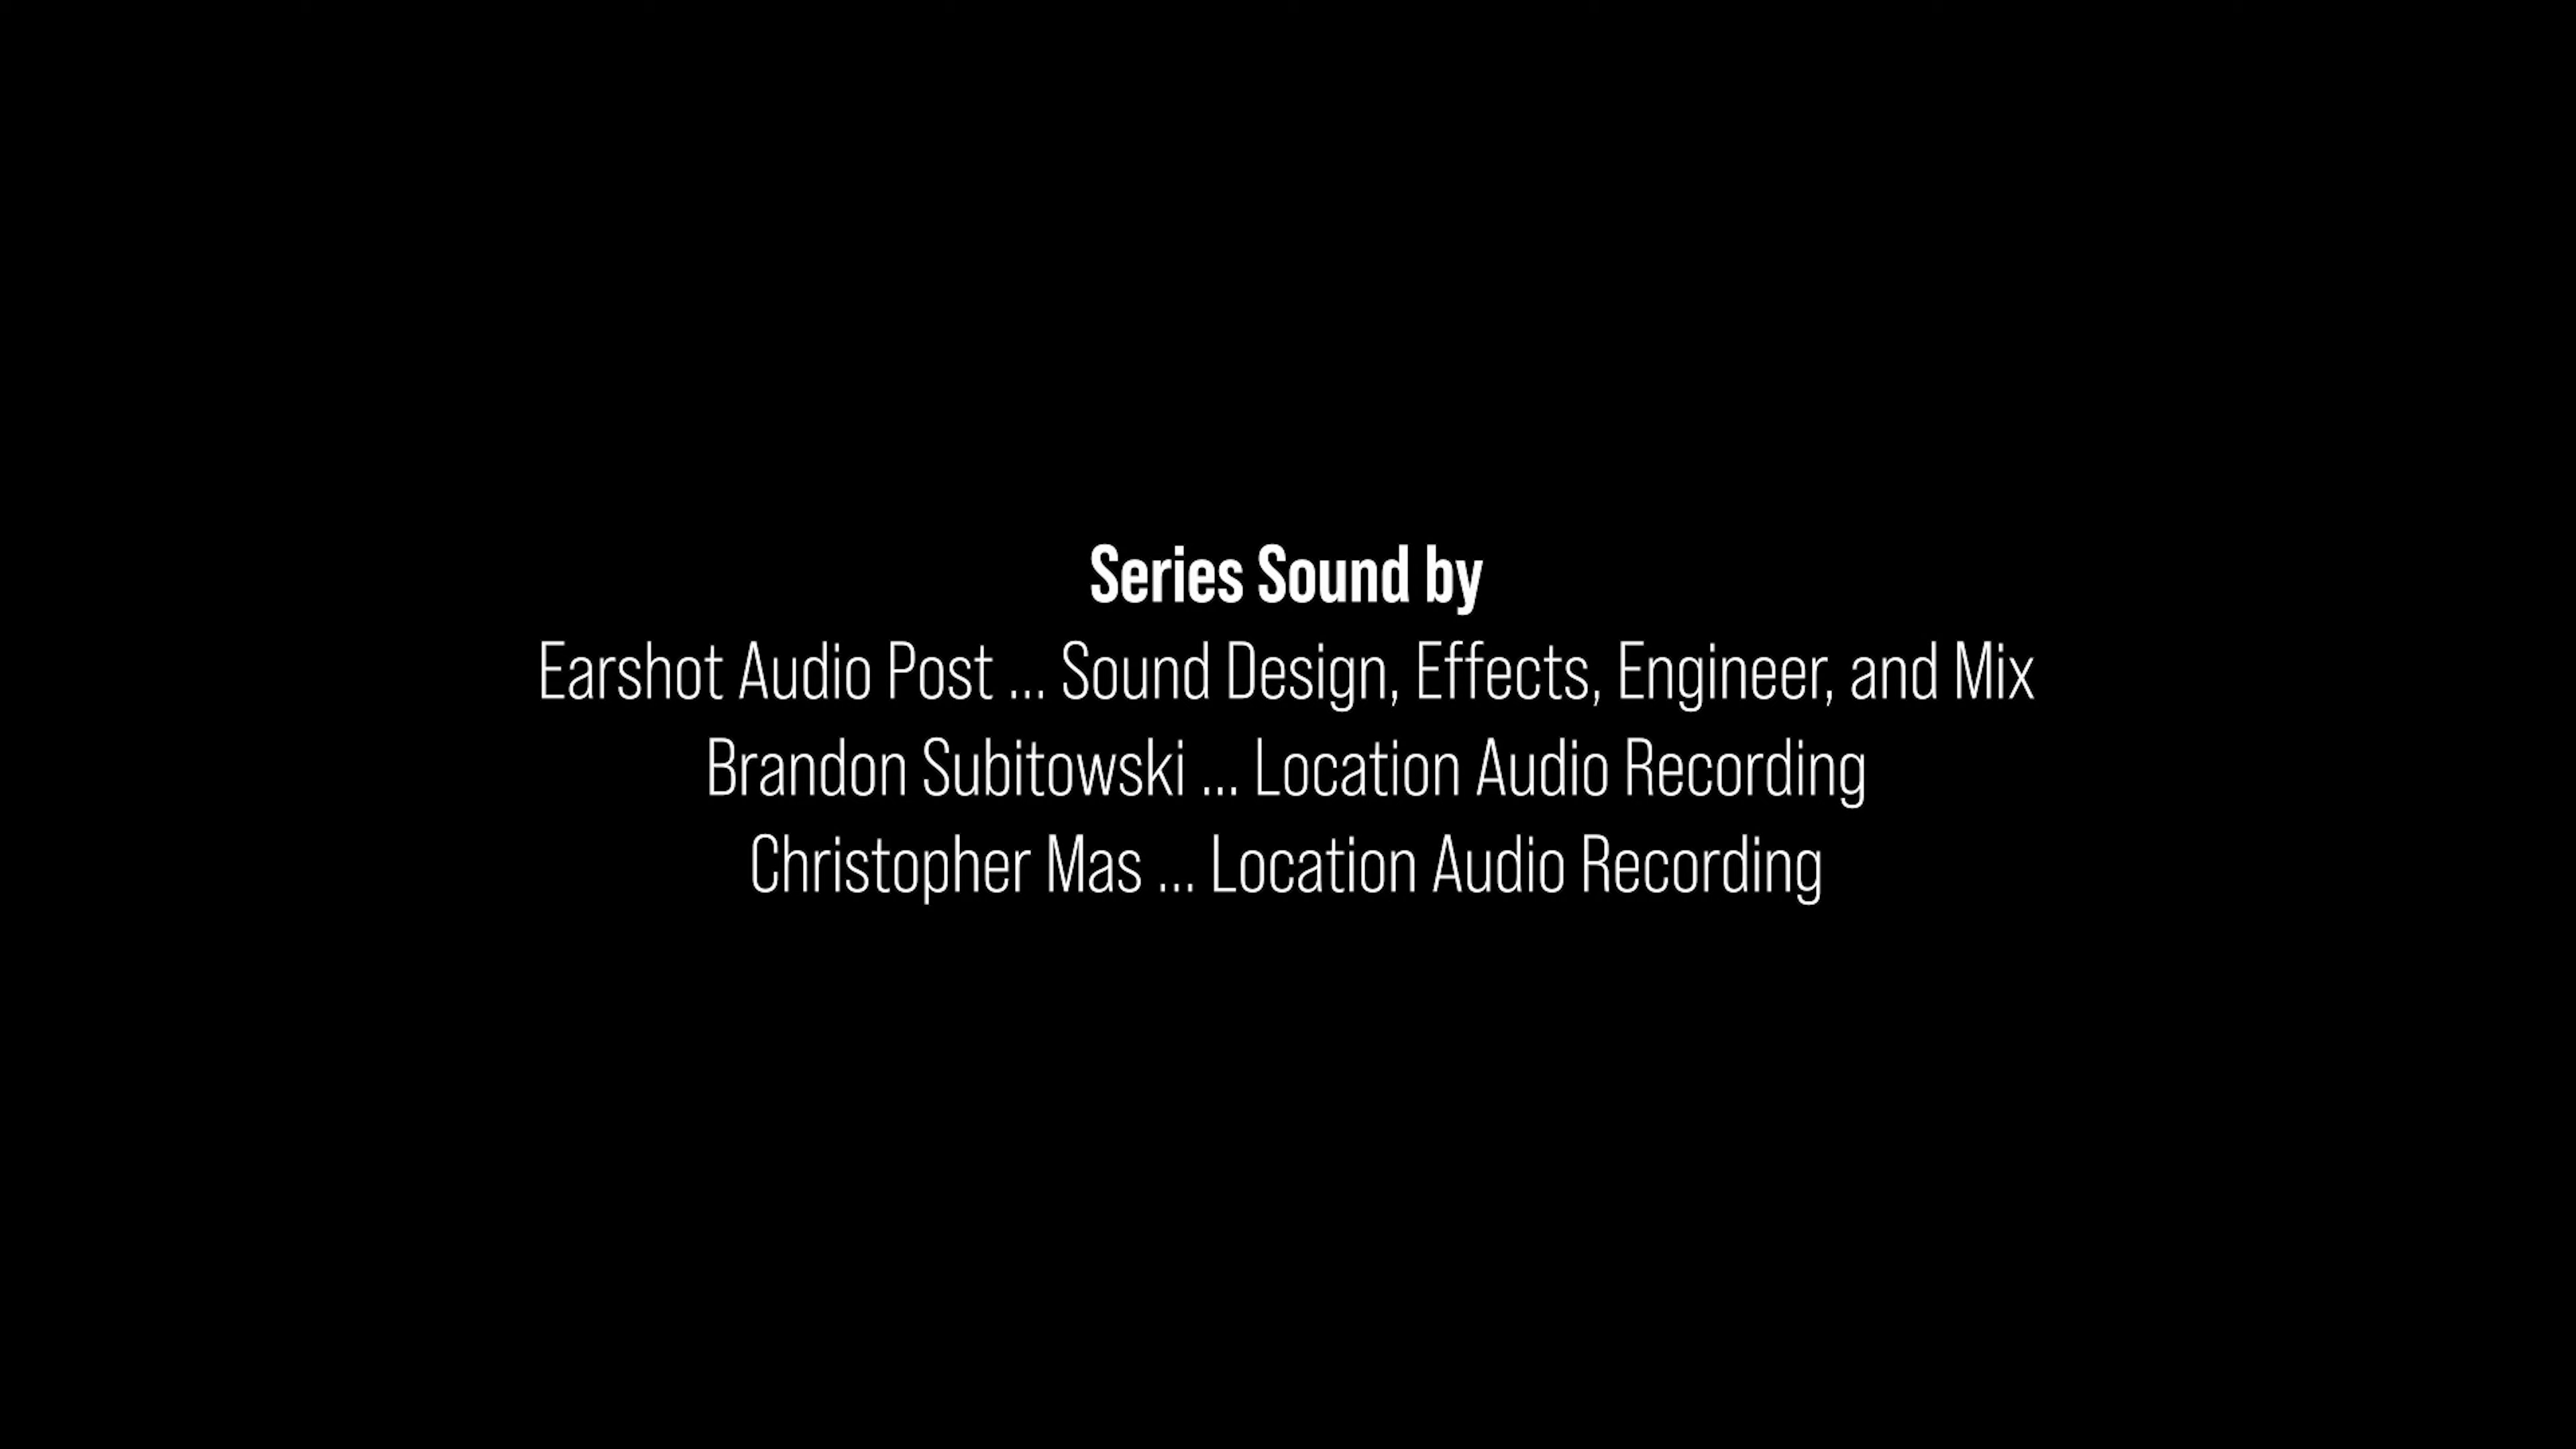 Series Sound by
Earshot Audio Post ... Sound Design, Effects, Engineer, and Mix
Brandon Subitowski ... Location Audio Recording
Christopher Mas ... Location Audio Recording